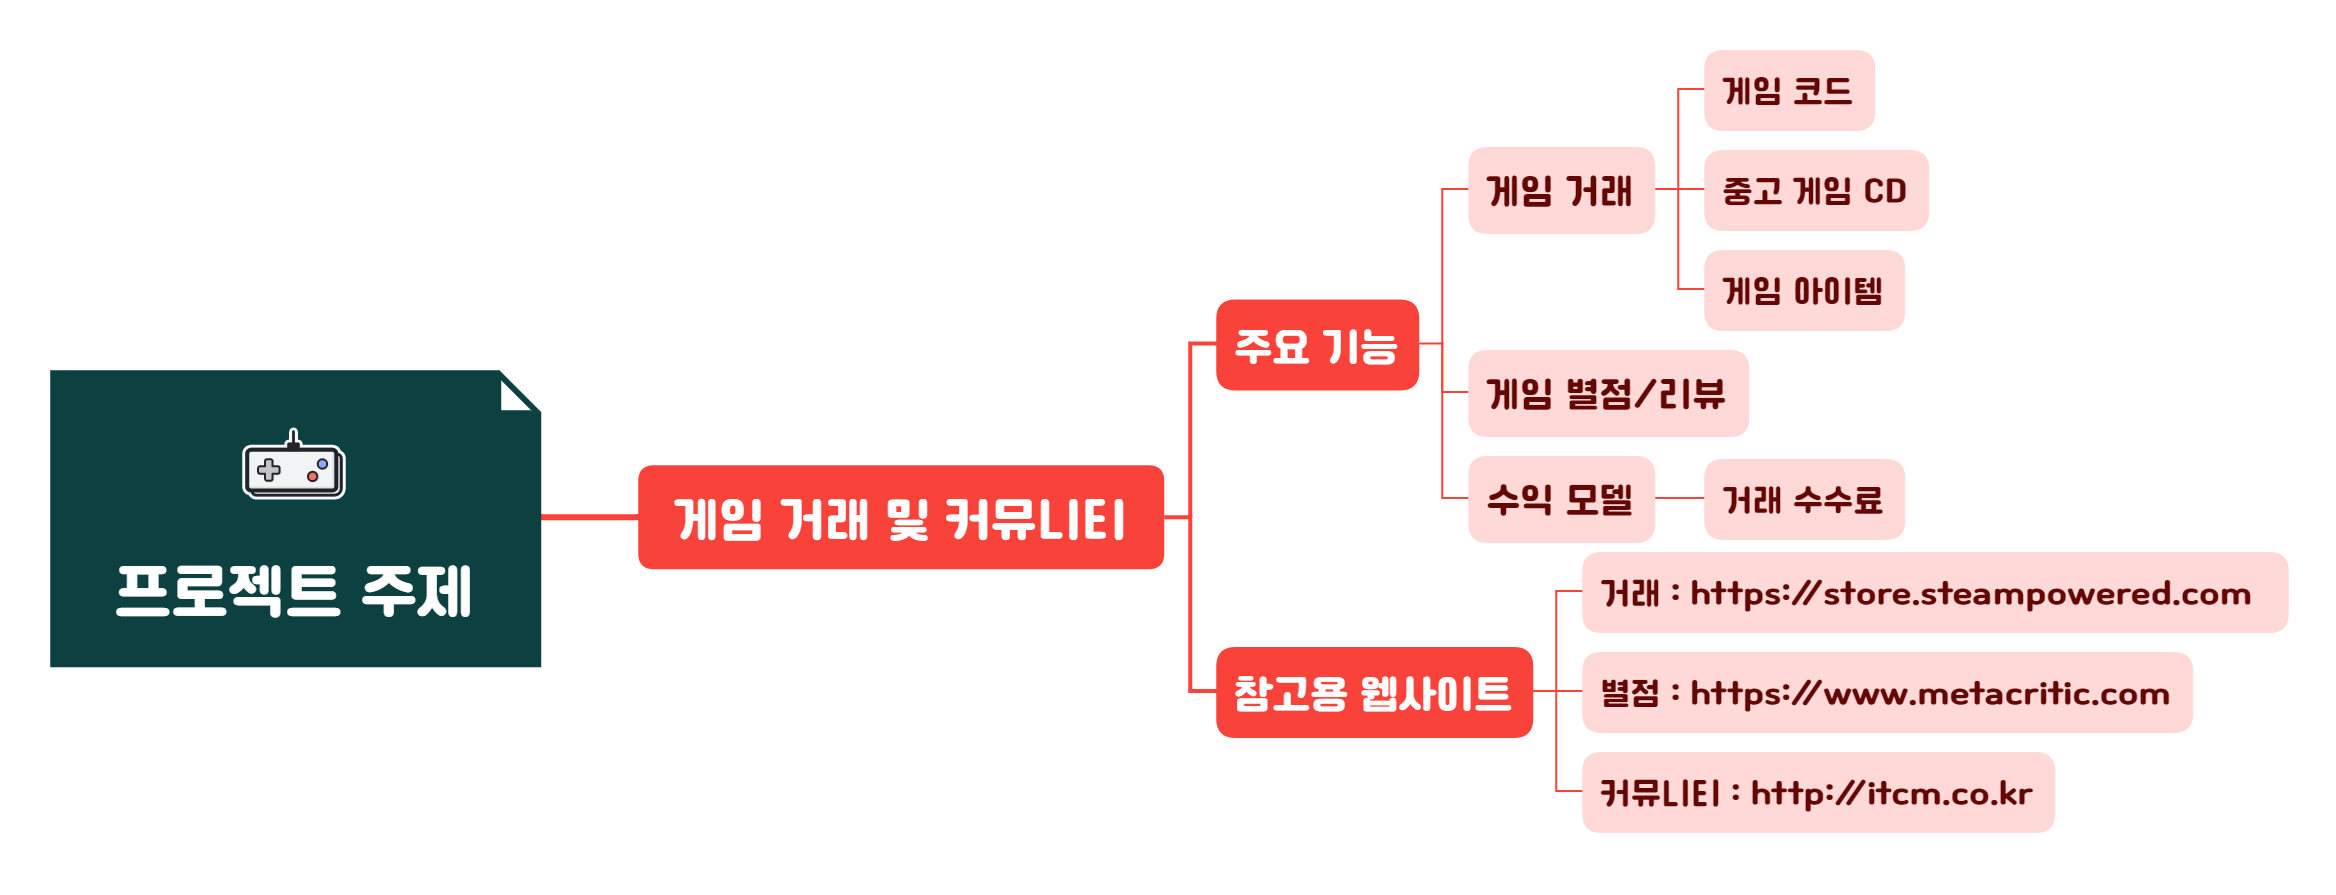 프로젝트 주제
게임 거래 및 커뮤니티
주요 기능
게임 거래
게임 코드
중고 게임 CD
게임 아이템
게임 별점/리뷰
수익 모델
거래 수수료
참고용 웹사이트
거래 : https://store.steampowered.com
별점 : https://www.metacritic.com
커뮤니티 : http://itcm.co.kr